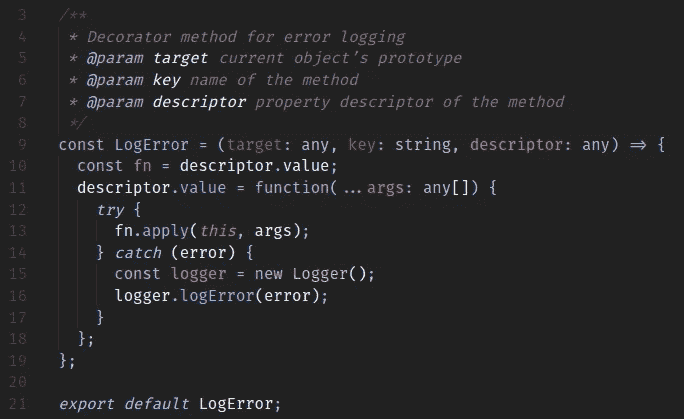 3 /**
4  * Decorator method for error logging
5  * @param target current object's prototype
6  * @param key name of the method
7  * @param descriptor property descriptor of the method
8  */
9 const LogError = (target: any, key: string, descriptor: any) => {
10   const fn = descriptor.value;
11   descriptor.value = function(...args: any[]) {
12     try {
13       fn.apply(this, args);
14     } catch (error) {
15       const logger = new Logger();
16       logger.logError(error);
17     }
18   };
19 };
20
21 export default LogError;